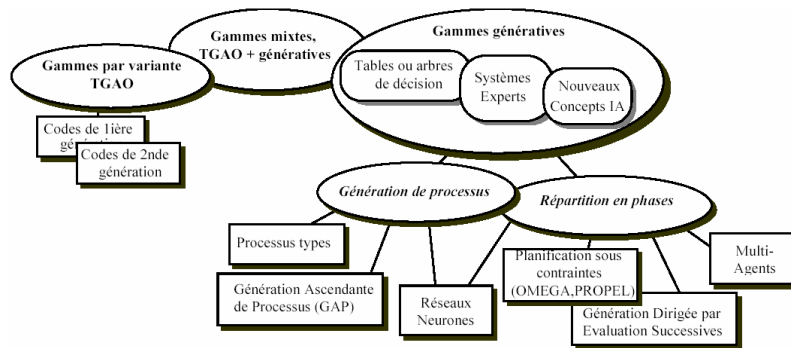 Gammes mixtes,
TGAO + génératives
Gammes génératives
Gammes par variante
TGAO
Tables ou arbres
de décision
Systèmes
Experts
Nouveaux
Concepts IA
Codes de 1ière
Codes de 2nde
génération
Génération de processus
Répartition en phases
Processus types
Génération Ascendante
de Processus (GAP)
Réseaux
Neurones
Planification sous
contraintes
(OMEGA,PROPEL)
Multi-
Agents
Génération Dirigée par
Evaluation Successives